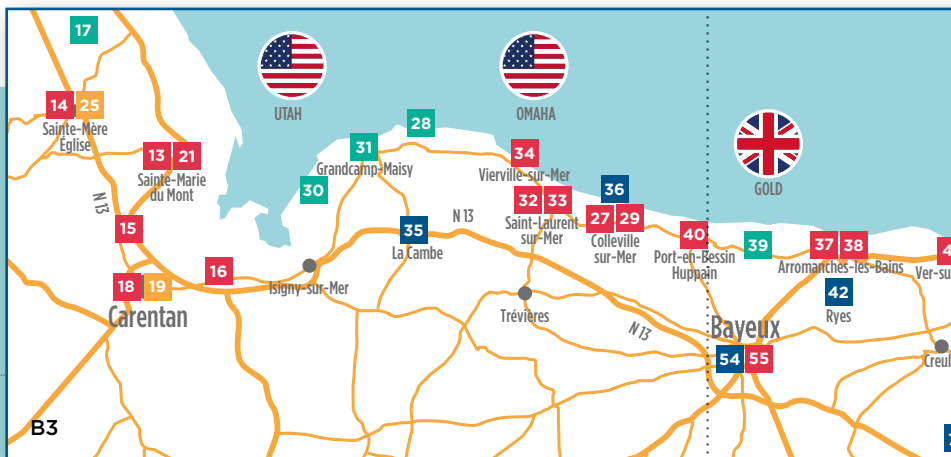 17
14 25
Sainte-Mère
Église
13 21
Sainte-Marie
du Mont
N 13
15
18 19
Carentan
16
UTAH
OMAHA
GOLD
28
31
Grandcamp-Maisy
30
35
La Cambe
N 13
Isigny-sur-Mer
34
Vierville-sur-Mer
32 33
Saint-Laurent
sur-Mer
36
27 29
Colleville
sur-Mer
40
Port-en-Bessin
Huppain
39
37 38
Arromanches-les-Bains
42
Ryes
Trévières
N 13
Bayeux
54 55
B3